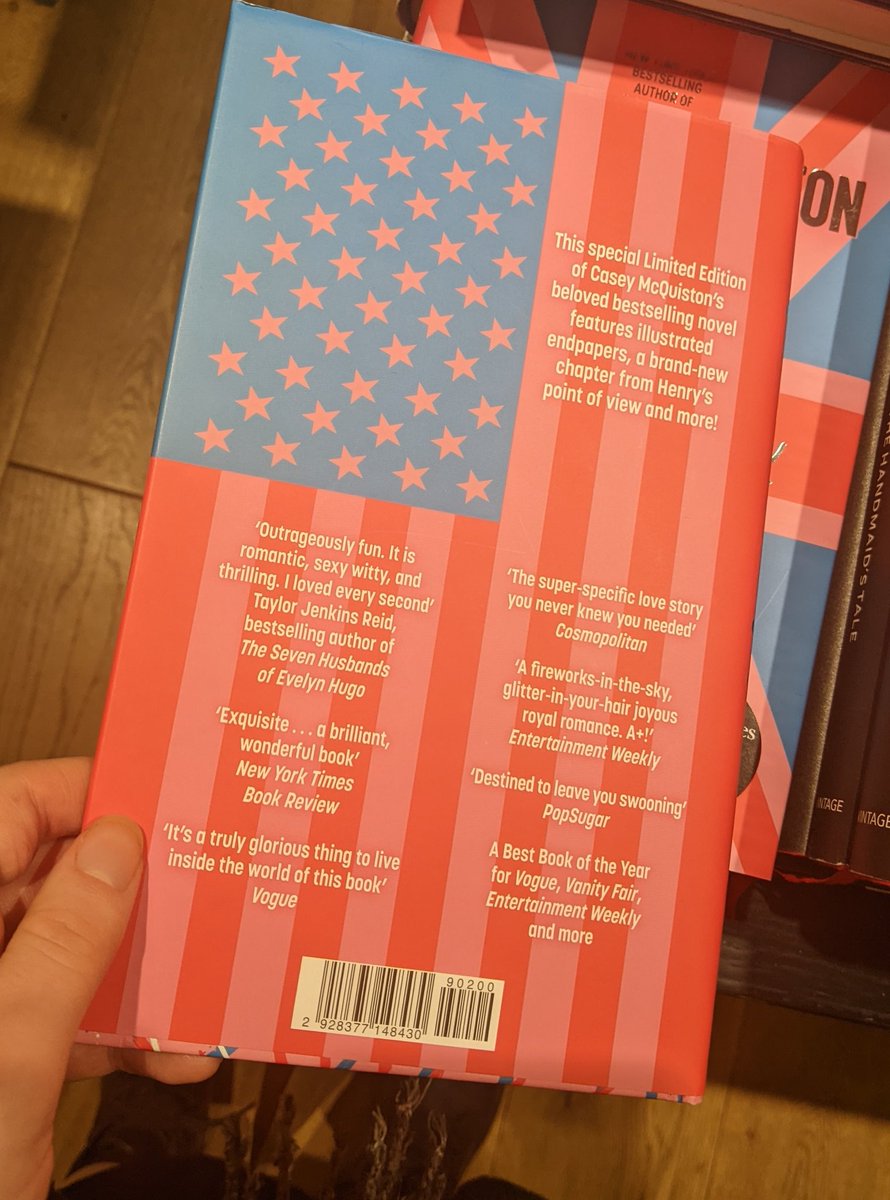 BESTSELLING
AUTHOR OF
TON
This special Limited Edition
of Casey McQuiston's
beloved bestselling novel
features illustrated
endpapers, a brand-new
chapter from Henry's
point of view and more!
'Outrageously fun. It is
romantic, sexy witty, and
thrilling. I loved every second'
Taylor Jenkins Reid,
bestselling author of
The Seven Husbands
of Evelyn Hugo
'Exquisite . . . a brilliant,
wonderful book'
New York Times
Book Review
'It's a truly glorious thing to live
inside the world of this book'
Vogue
'The super-specific love story
you never knew you needed'
Cosmopolitan
'A fireworks-in-the-sky,
glitter-in-your-hair joyous
royal romance. A+!'
Entertainment Weekly
'Destined to leave you swooning'
PopSugar
A Best Book of the Year
for Vogue, Vanity Fair,
Entertainment Weekly
and more
90200
2 928377 148430
HANDMAID'S TALE
VINTAGE
VINTAGE
es